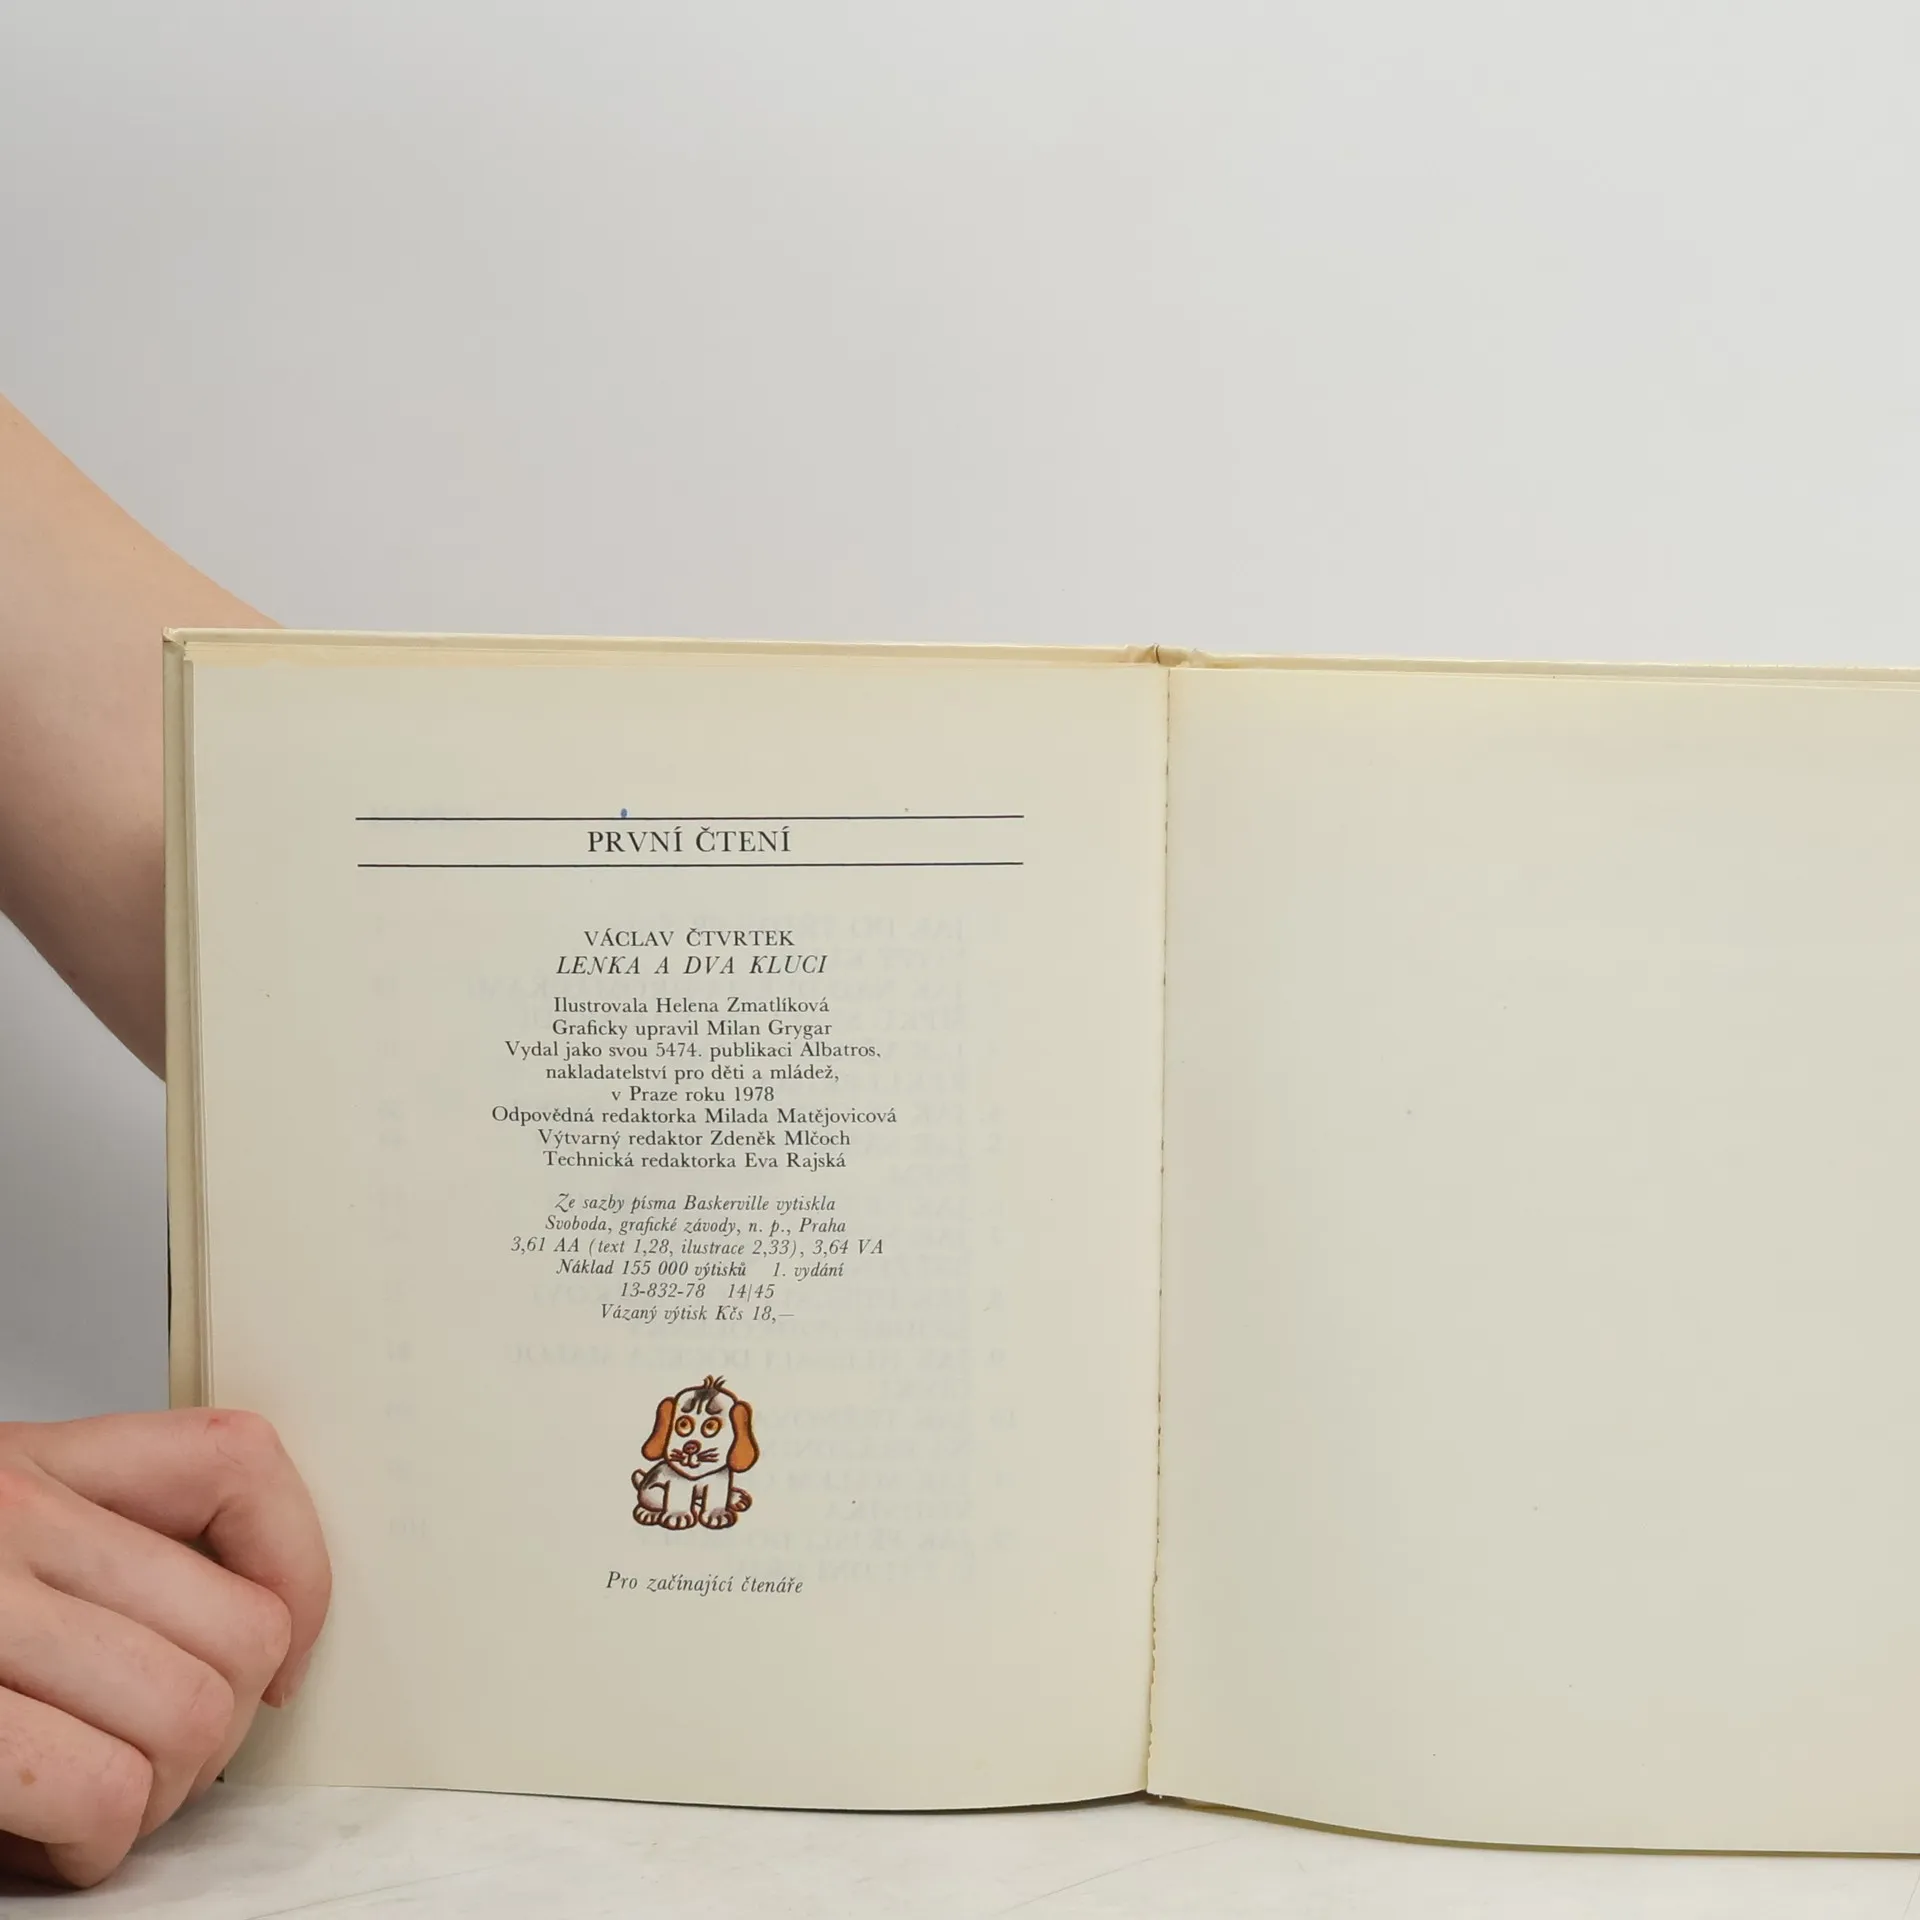 PRVNÍ ČTENÍ
VÁCLAV ČTVRTEK
LENKA A DVA KLUCI
Ilustrovala Helena Zmatlíková
Graficky upravil Milan Grygar
Vydal jako svou 5474. publikaci Albatros,
nakladatelství pro děti a mládež,
v Praze roku 1978
Odpovědná redaktorka Milada Matějovicová
Výtvarný redaktor Zdeněk Mlčoch
Technická redaktorka Eva Rajská
Ze sazby písma Baskerville vytiskla
Svoboda, grafické závody, n. p., Praha
3,61 AA (text 1,28, ilustrace 2,33), 3,64 VA
Náklad 155 000 výtisků 1. vydání
13-832-78 14/45
Vázaný výtisk Kčs 18,—
Pro začínající čtenáře